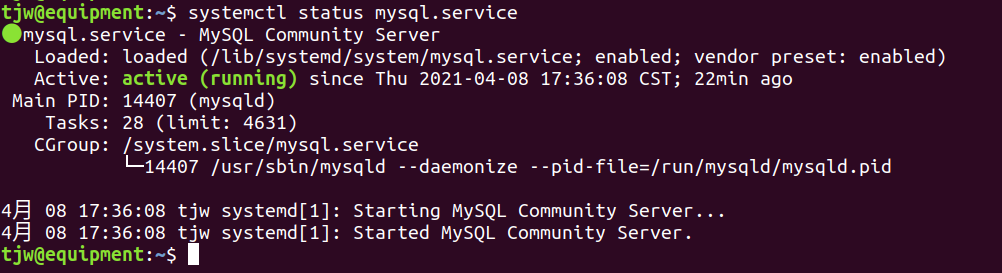 tjw@equipment:~$ systemctl status mysql.service
●mysql.service - MySQL Community Server
Loaded: loaded (/lib/systemd/system/mysql.service; enabled; vendor preset: enabled)
Active: active (running) since Thu 2021-04-08 17:36:08 CST; 22min ago
Main PID: 14407 (mysqld)
Tasks: 28 (limit: 4631)
CGroup: /system.slice/mysql.service
└─14407 /usr/sbin/mysqld --daemonize --pid-file=/run/mysqld/mysqld.pid
4月 08 17:36:08 tjw systemd[1]: Starting MySQL Community Server...
4月 08 17:36:08 tjw systemd[1]: Started MySQL Community Server.
tjw@equipment:~$